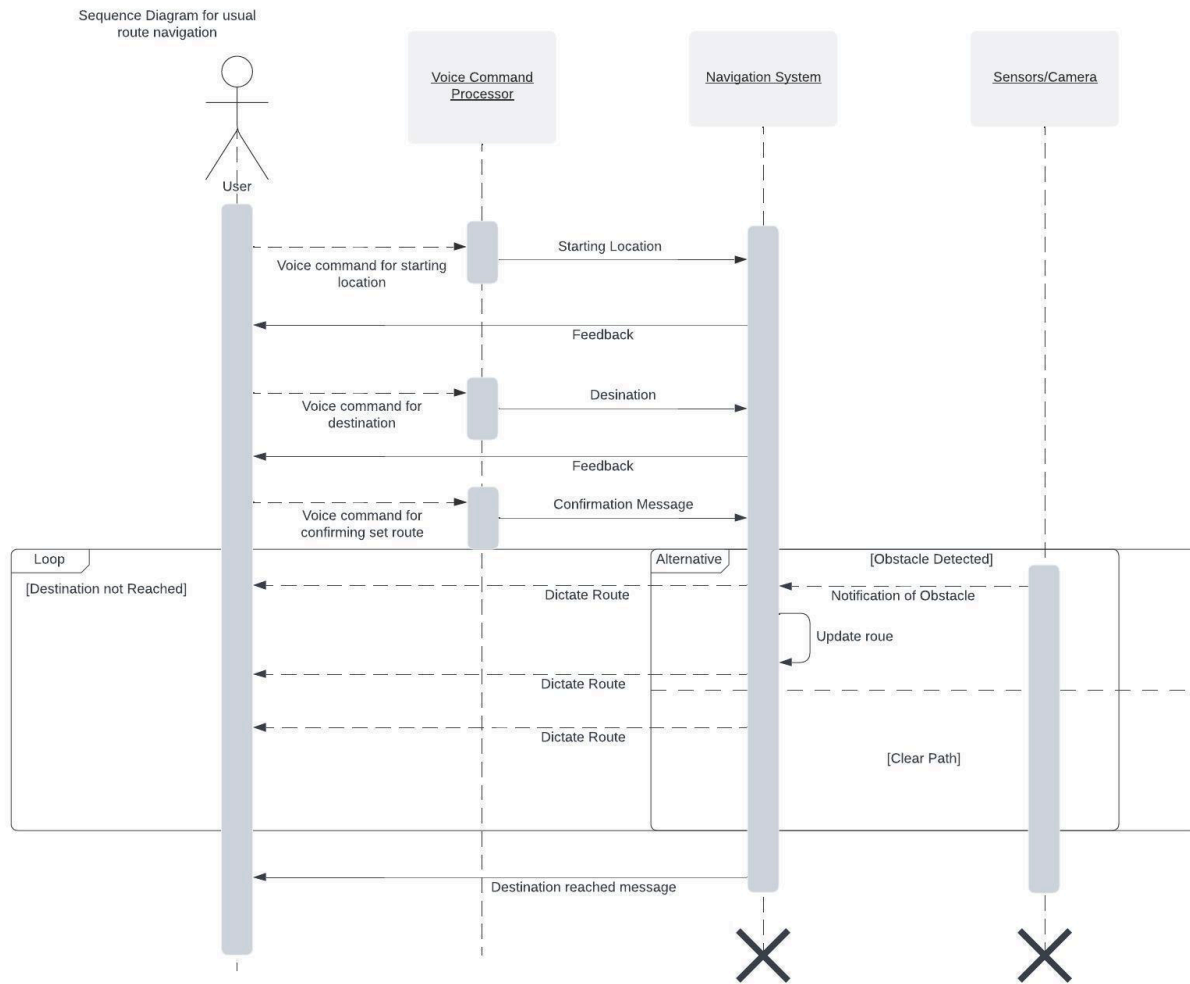 Sequence Diagram for usual
route navigation
Voice Command
Processor
Navigation System
Sensors/Camera
User
Starting Location
Voice command for starting
location
Feedback
Desination
Voice command for
destination
Feedback
Confirmation Message
Voice command for
confirming set route
Loop
Alternative
[Obstacle Detected]
[Destination not Reached]
Dictate Route
Notification of Obstacle
Update roue
Dictate Route
Dictate Route
[Clear Path]
Destination reached message